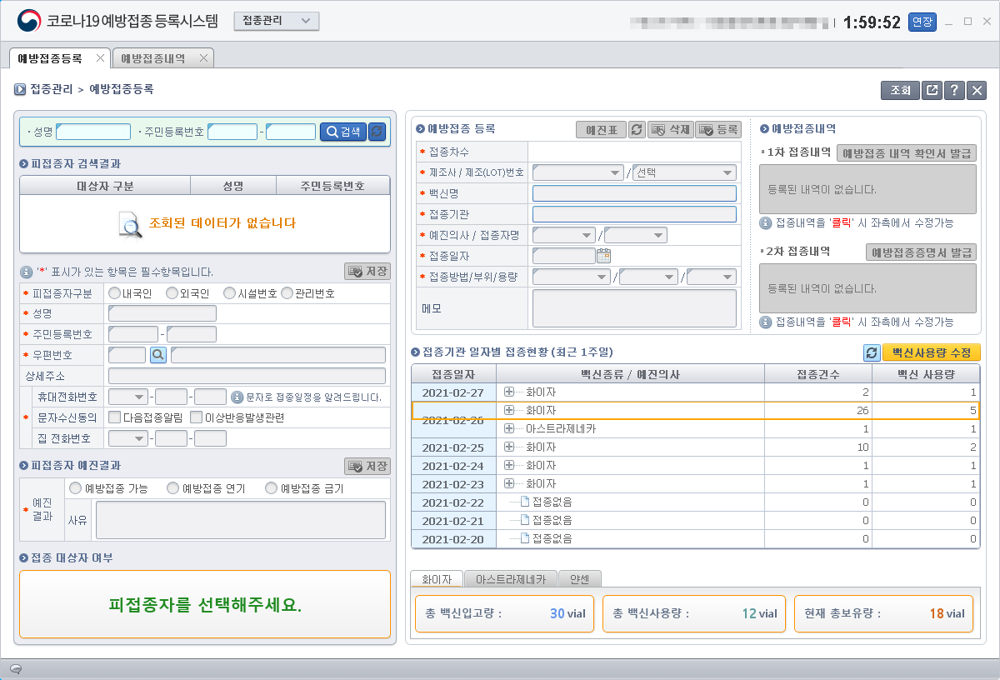 코로나19 예방접종 등록시스템 접종관리
1:59:52 연장
예방접종등록 예방접종내역
접종관리 > 예방접종등록
조회 ?
· 성명 · 주민등록번호 - 검색
피접종자 검색결과
대상자 구분 성명 주민등록번호
조회된 데이터가 없습니다
'*' 표시가 있는 항목은 필수항목입니다. 저장
* 피접종자구분 내국인 외국인 시설번호 관리번호
* 성명
* 주민등록번호 -
* 우편번호
상세주소
휴대전화번호 - - 문자로 접종일정을 알려드립니다.
* 문자수신동의 다음접종알림 이상반응발생관련
집 전화번호 - -
피접종자 예진결과 저장
* 예진 결과 예방접종 가능 예방접종 연기 예방접종 금기
사유
접종 대상자 여부
피접종자를 선택해주세요.
예방접종 등록 예진표 삭제 등록
* 접종차수
* 제조사 / 제조(LOT)번호 / 선택
* 백신명
* 접종기관
* 예진의사 / 접종자명 /
* 접종일자
* 접종방법/부위/용량 / /
메모
예방접종내역
1차 접종내역 예방접종 내역 확인서 발급
등록된 내역이 없습니다.
접종내역을 '클릭' 시 좌측에서 수정가능
2차 접종내역 예방접종증명서 발급
등록된 내역이 없습니다.
접종내역을 '클릭' 시 좌측에서 수정가능
접종기관 일자별 접종현황 (최근 1주일) 백신사용량 수정
접종일자 백신종류 / 예진의사 접종건수 백신 사용량
2021-02-27 화이자 2 1
2021-02-26 화이자 26 5
아스트라제네카 1 1
2021-02-25 화이자 10 2
2021-02-24 화이자 1 1
2021-02-23 화이자 1 1
2021-02-22 접종없음 0 0
2021-02-21 접종없음 0 0
2021-02-20 접종없음 0 0
화이자 아스트라제네카 얀센
총 백신입고량 : 30 vial 총 백신사용량 : 12 vial 현재 총보유량 : 18 vial